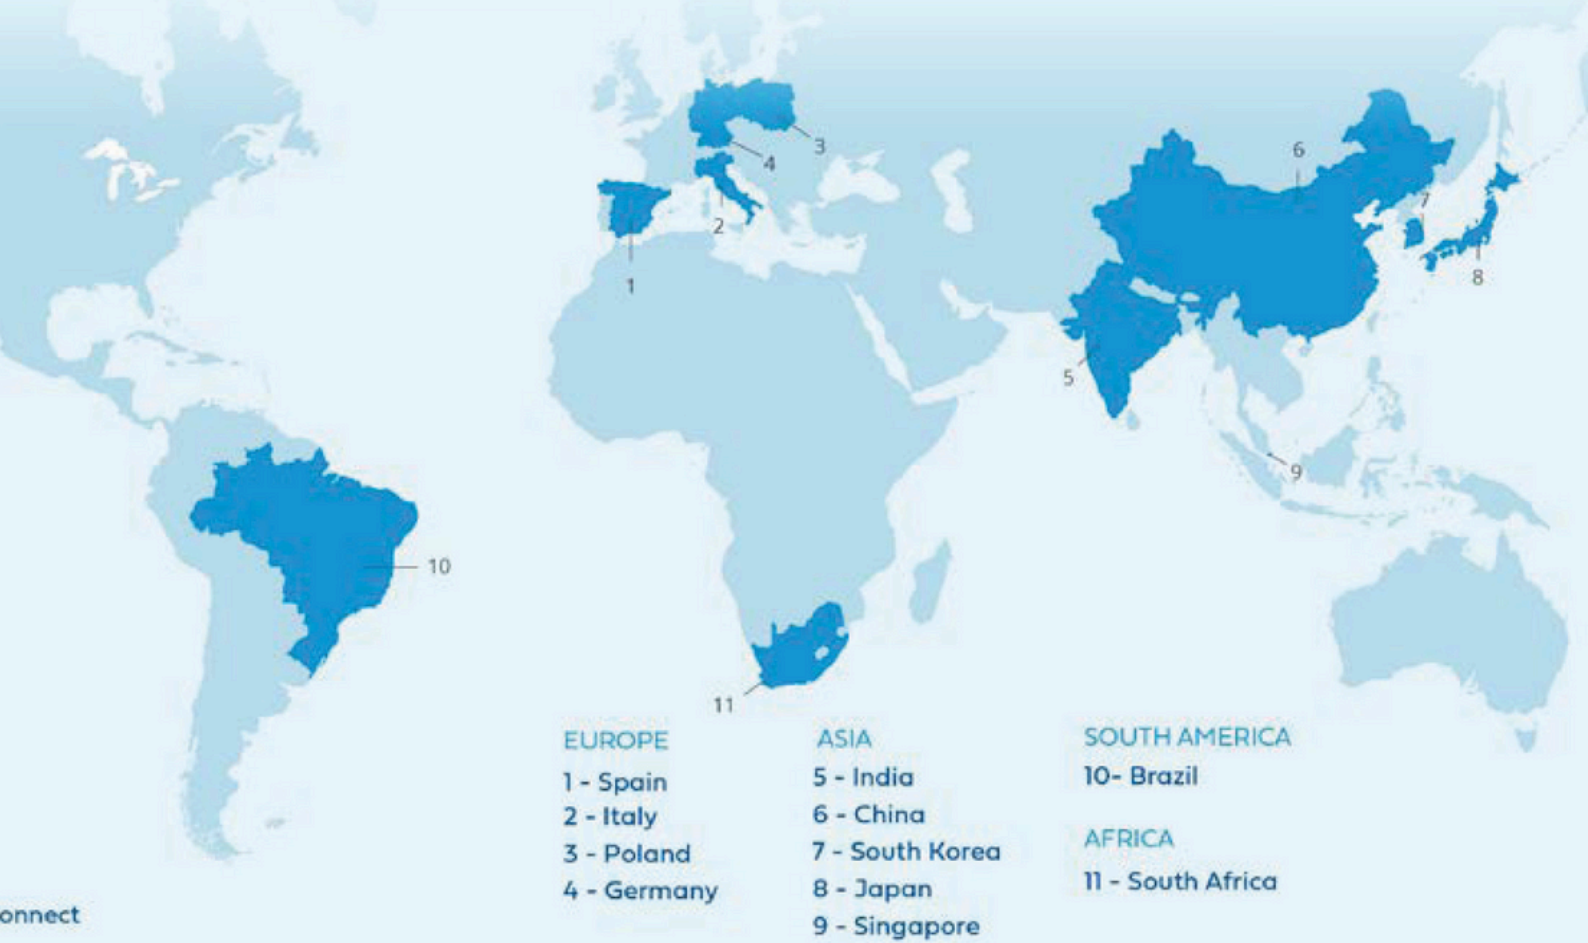 6
3
4
7
2
8
1
5
9
10
11
EUROPE
1 - Spain
2 - Italy
3 - Poland
4 - Germany
ASIA
5 - India
6 - China
7 - South Korea
8 - Japan
9 - Singapore
SOUTH AMERICA
10- Brazil
AFRICA
11 - South Africa
onnect